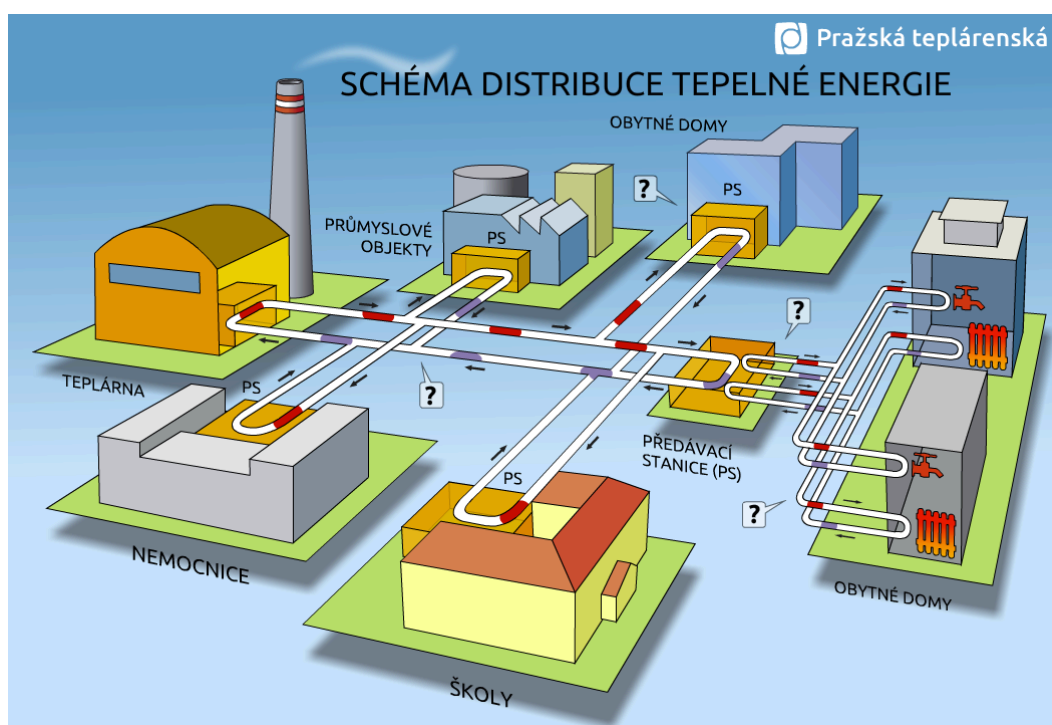 Pražská teplárenská
SCHÉMA DISTRIBUCE TEPELNÉ ENERGIE
OBYTNÉ DOMY
?
PS
PRŮMYSLOVÉ
OBJEKTY
PS
?
TEPLÁRNA
PS
?
PŘEDÁVACÍ
STANICE (PS)
PS
?
NEMOCNICE
OBYTNÉ DOMY
ŠKOLY